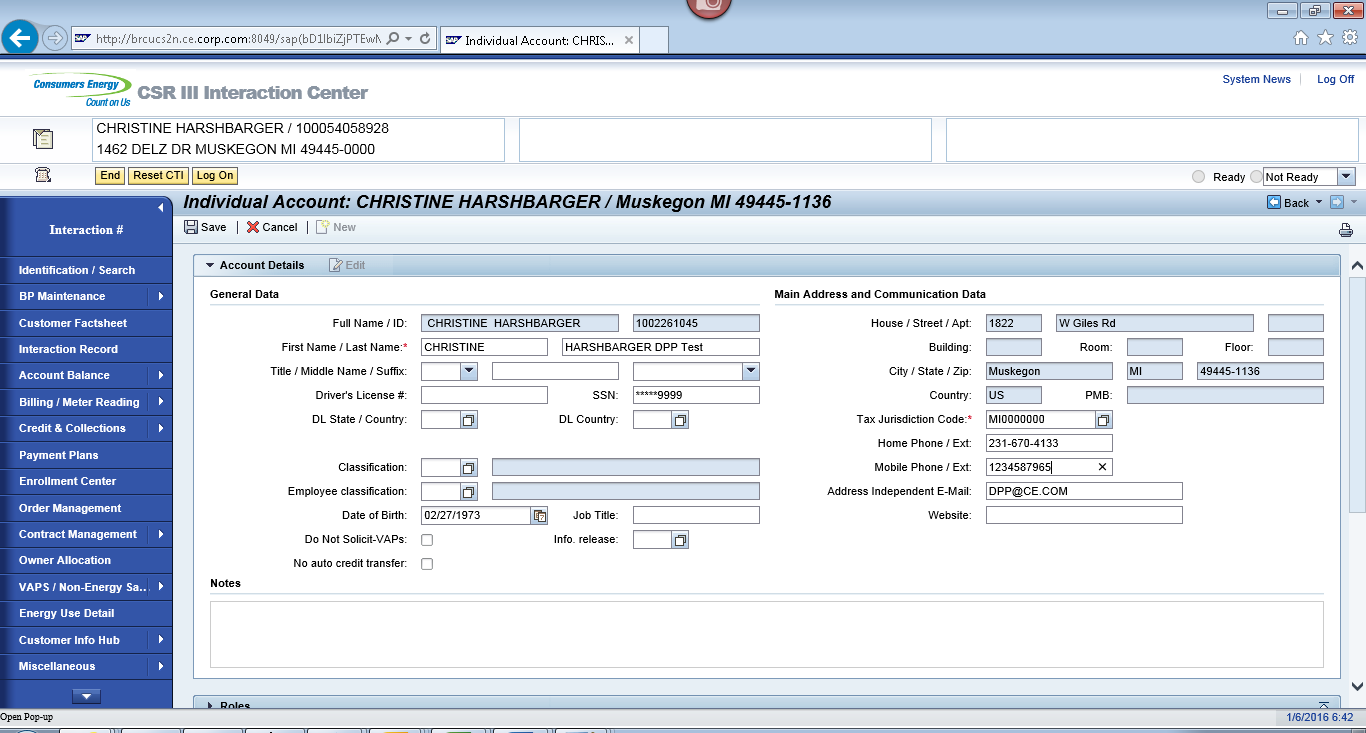 http://brcucs2n.ce.corp.com:8049/sap(bD1lbiZjPTEwN
Individual Account: CHRIS...
Consumers Energy
Count on Us
CSR III Interaction Center
System News
Log Off
CHRISTINE HARSHBARGER / 100054058928
1462 DELZ DR MUSKEGON MI 49445-0000
End Reset CTI Log On
Ready Not Ready
Individual Account: CHRISTINE HARSHBARGER / Muskegon MI 49445-1136
Back
Save Cancel New
Interaction #
Identification / Search
BP Maintenance
Customer Factsheet
Interaction Record
Account Balance
Billing / Meter Reading
Credit & Collections
Payment Plans
Enrollment Center
Order Management
Contract Management
Owner Allocation
VAPS / Non-Energy Sa...
Energy Use Detail
Customer Info Hub
Miscellaneous
Account Details Edit
General Data
Full Name / ID: CHRISTINE HARSHBARGER 1002261045
First Name / Last Name:* CHRISTINE HARSHBARGER DPP Test
Title / Middle Name / Suffix:
Driver's License #: SSN: *****9999
DL State / Country: DL Country:
Classification:
Employee classification:
Date of Birth: 02/27/1973 Job Title:
Do Not Solicit-VAPs: Info. release:
No auto credit transfer:
Main Address and Communication Data
House / Street / Apt: 1822 W Giles Rd
Building: Room: Floor:
City / State / Zip: Muskegon MI 49445-1136
Country: US PMB:
Tax Jurisdiction Code:* MI0000000
Home Phone / Ext: 231-670-4133
Mobile Phone / Ext: 1234587965
Address Independent E-Mail: DPP@CE.COM
Website:
Notes
Roles
Open Pop-up
1/6/2016 6:42